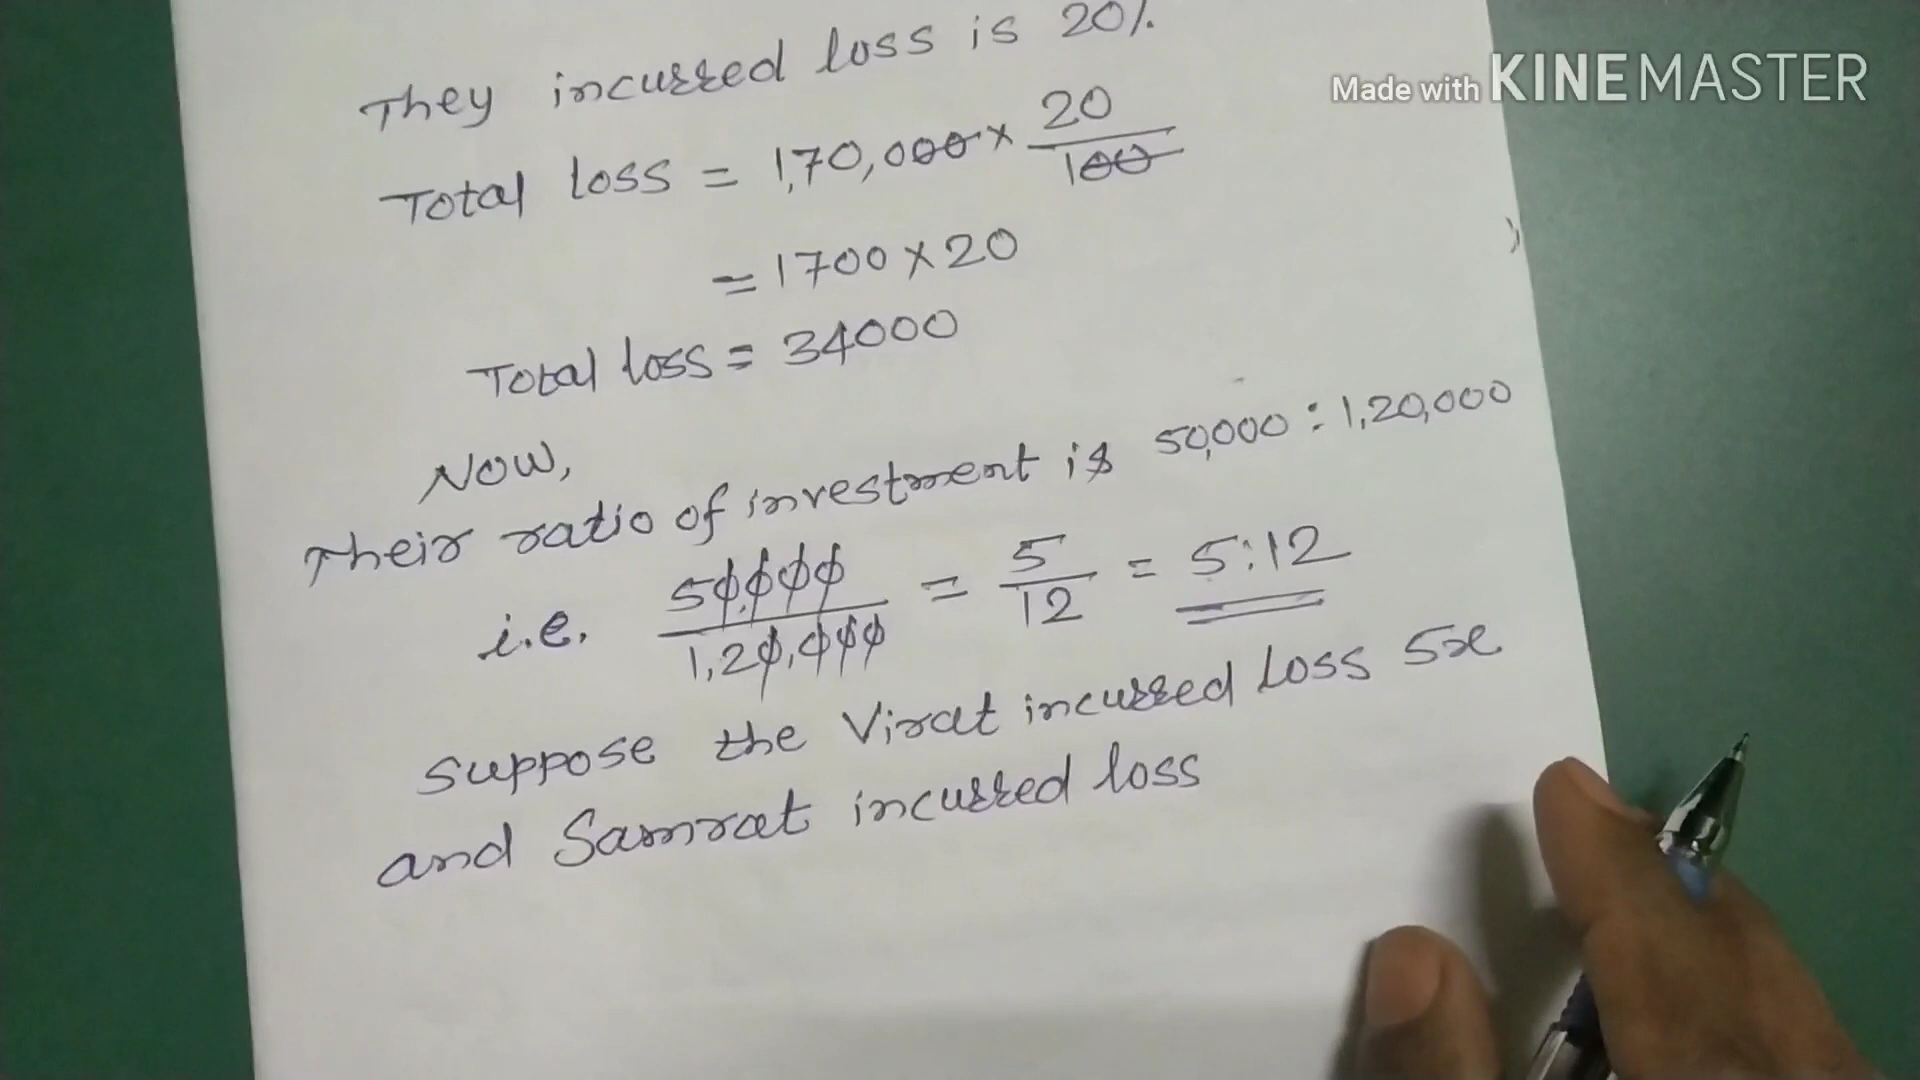 They incurred loss is 20%.
Made with KINEMASTER
Total loss = 1,70,000 × 20/100
= 1700 × 20
Total loss = 34000
Now,
Their ratio of investment is 50,000 : 1,20,000
i.e. 50,000/1,20,000 = 5/12 = 5:12
suppose the Virat incurred Loss 5x
and Samrat incurred loss